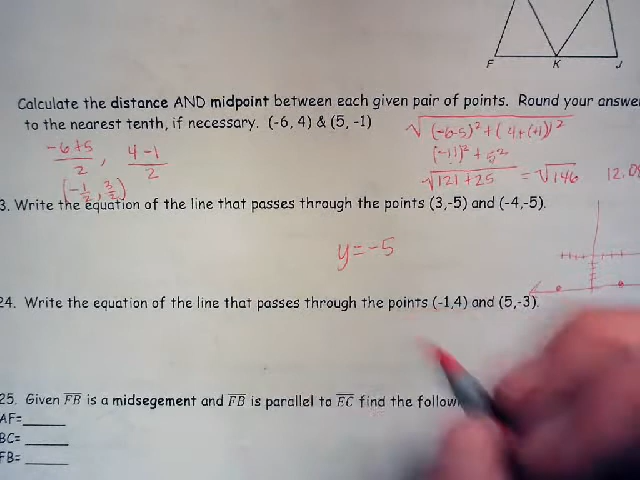 F K J
Calculate the distance AND midpoint between each given pair of points. Round your answe
to the nearest tenth, if necessary. (-6, 4) & (5, -1)
√(-6-5)² + (4+(+1))²
-6+5/2 , 4-1/2
(-11)² + 5²
√121+25 = √146 12.08
(-1/2, 3/2)
3. Write the equation of the line that passes through the points (3,-5) and (-4,-5).
y=-5
24. Write the equation of the line that passes through the points (-1,4) and (5,-3).
25. Given FB is a midsegement and FB is parallel to EC find the follow
AF=
BC=
FB=